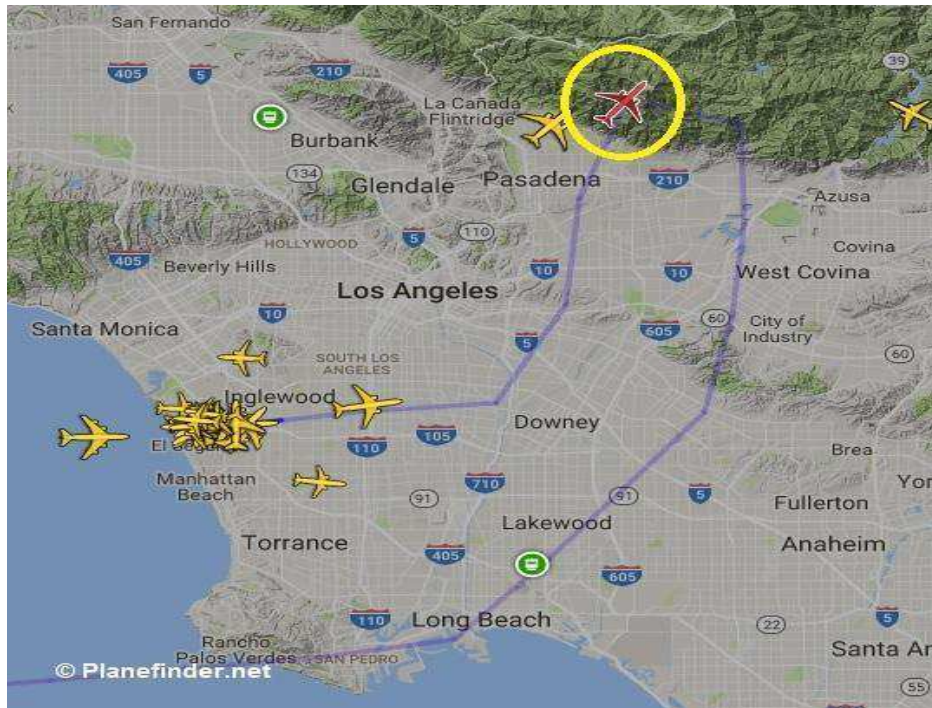 San Fernando
405
5
210
39
La Cañada
Flintridge
Burbank
134
Glendale
Pasadena
210
Azusa
110
HOLLYWOOD
5
Covina
405
Beverly Hills
10
10
West Covina
Los Angeles
10
60
City of
Industry
Santa Monica
605
5
60
SOUTH LOS
ANGELES
Inglewood
Downey
105
110
Brea
Manhattan
Beach
710
91
91
5
Fullerton
Lakewood
Torrance
Anaheim
405
605
110
Long Beach
5
22
Rancho
Palos Verdes
SAN PEDRO
Santa An
© Planefinder.net
55